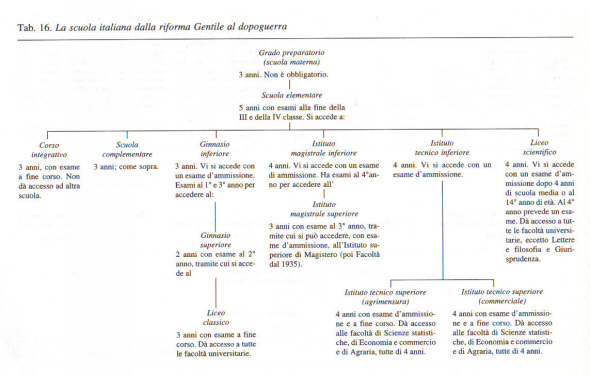 Tab. 16. La scuola italiana dalla riforma Gentile al dopoguerra
Grado preparatorio
(scuola materna)
3 anni. Non è obbligatorio.
Scuola elementare
5 anni con esami alla fine della
III e della IV classe. Si accede a:
Corso
integrativo
3 anni, con esame
a fine corso. Non
dà accesso ad altra
scuola.
Scuola
complementare
3 anni; come sopra.
Ginnasio
inferiore
3 anni. Vi si accede con
un esame d'ammissione.
Esami al 1° e 3° anno per
accedere al:
Ginnasio
superiore
2 anni con esame al 2°
anno, tramite cui si acce-
de al
Liceo
classico
3 anni con esame a fine
corso. Dà accesso a tutte
le facoltà universitarie.
Istituto
magistrale inferiore
4 anni. Vi si accede con un esame
di ammissione. Ha esami al 4° an-
no per accedere all'
Istituto
magistrale superiore
3 anni con esame al 3° anno, tra-
mite cui si può accedere, con esa-
me d'ammissione, all'Istituto su-
periore di Magistero (poi Facoltà
dal 1935).
Istituto
tecnico inferiore
4 anni. Vi si accede con un
esame d'ammissione.
Istituto tecnico superiore
(agrimensura)
4 anni con esame d'ammissio-
ne e a fine corso. Dà accesso
alle facoltà di Scienze statisti-
che, di Economia e commercio
e di Agraria, tutte di 4 anni.
Istituto tecnico superiore
(commerciale)
4 anni con esame d'ammissio-
ne e a fine corso. Dà accesso
alle facoltà di Scienze statisti-
che, di Economia e commercio
e di Agraria, tutte di 4 anni.
Liceo
scientifico
4 anni. Vi si accede
con un esame d'am-
missione dopo 4 anni
di scuola media o al
14° anno di età. Al 4°
anno prevede un esa-
me. Dà accesso a tut-
te le facoltà universi-
tarie, eccetto Lettere
e filosofia e Giuri-
sprudenza.